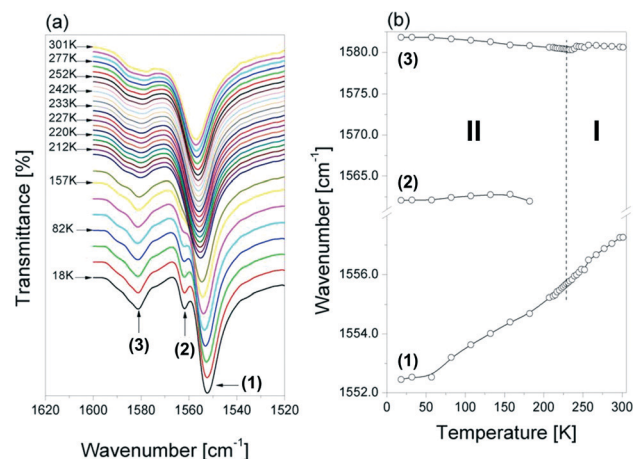 (a)
301K
277K
252K
242K
233K
227K
220K
212K
157K
82K
18K
(3)
(2)
(1)
Transmittance [%]
1620 1600 1580 1560 1540 1520
Wavenumber [cm-1]
(b)
1580.0
1575.0
1570.0
1565.0
1556.0
1554.0
1552.0
Wavenumber [cm-1]
(3)
II
I
(2)
(1)
0 50 100 150 200 250 300
Temperature [K]